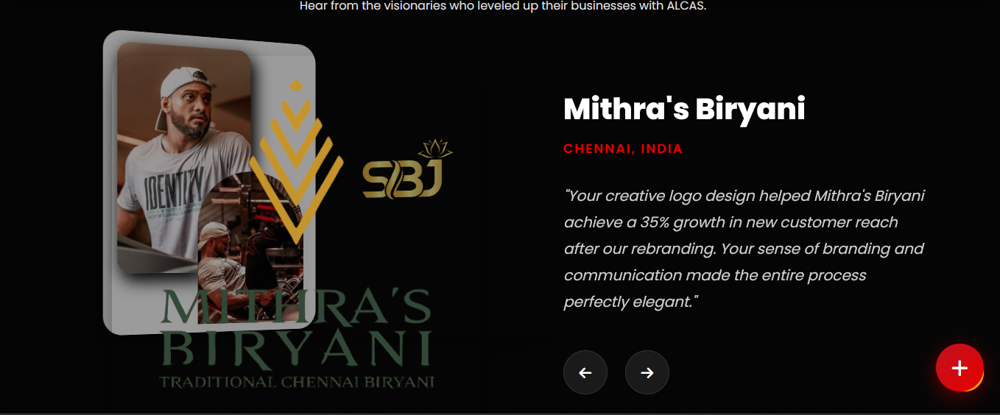 Hear from the visionaries who leveled up their businesses with ALCAS.
IDENTITY
SBJ
MITHRA'S
BIRYANI
TRADITIONAL CHENNAI BIRYANI
Mithra's Biryani
CHENNAI, INDIA
"Your creative logo design helped Mithra's Biryani
achieve a 35% growth in new customer reach
after our rebranding. Your sense of branding and
communication made the entire process
perfectly elegant."